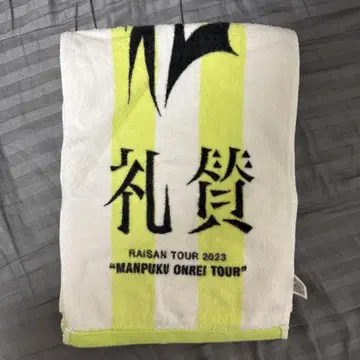 礼賛
RAISAN TOUR 2023
"MANPUKU ONREI TOUR"